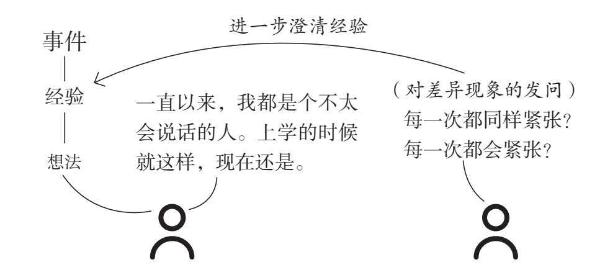 进一步澄清经验
事件
经验
想法
一直以来，我都是个不太
会说话的人。上学的时候
就这样，现在还是。
（对差异现象的发问）
每一次都同样紧张？
每一次都会紧张？